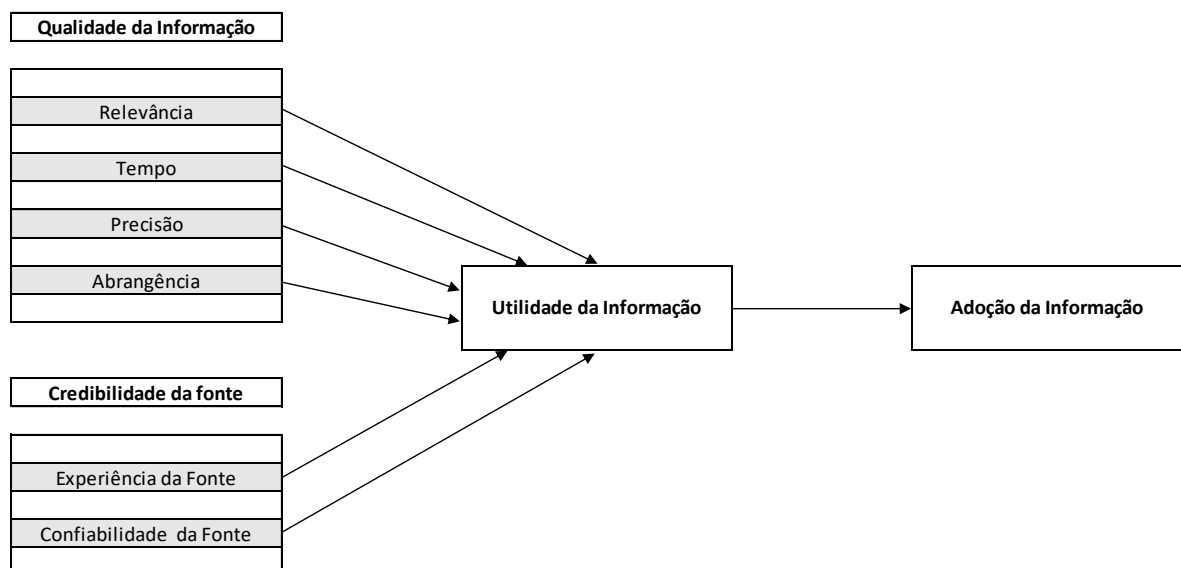 Qualidade da Informação
Relevância
Tempo
Precisão
Abrangência
Utilidade da Informação
Adoção da Informação
Credibilidade da fonte
Experiência da Fonte
Confiabilidade da Fonte